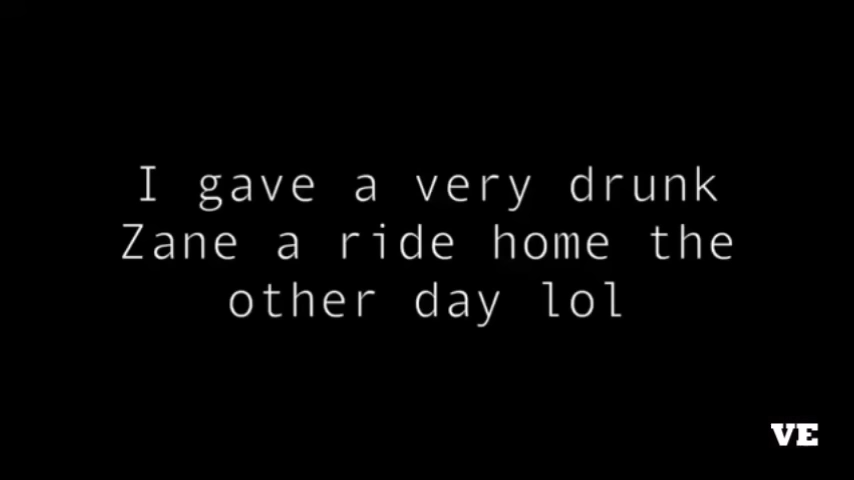 I gave a very drunk
Zane a ride home the
other day lol
VE